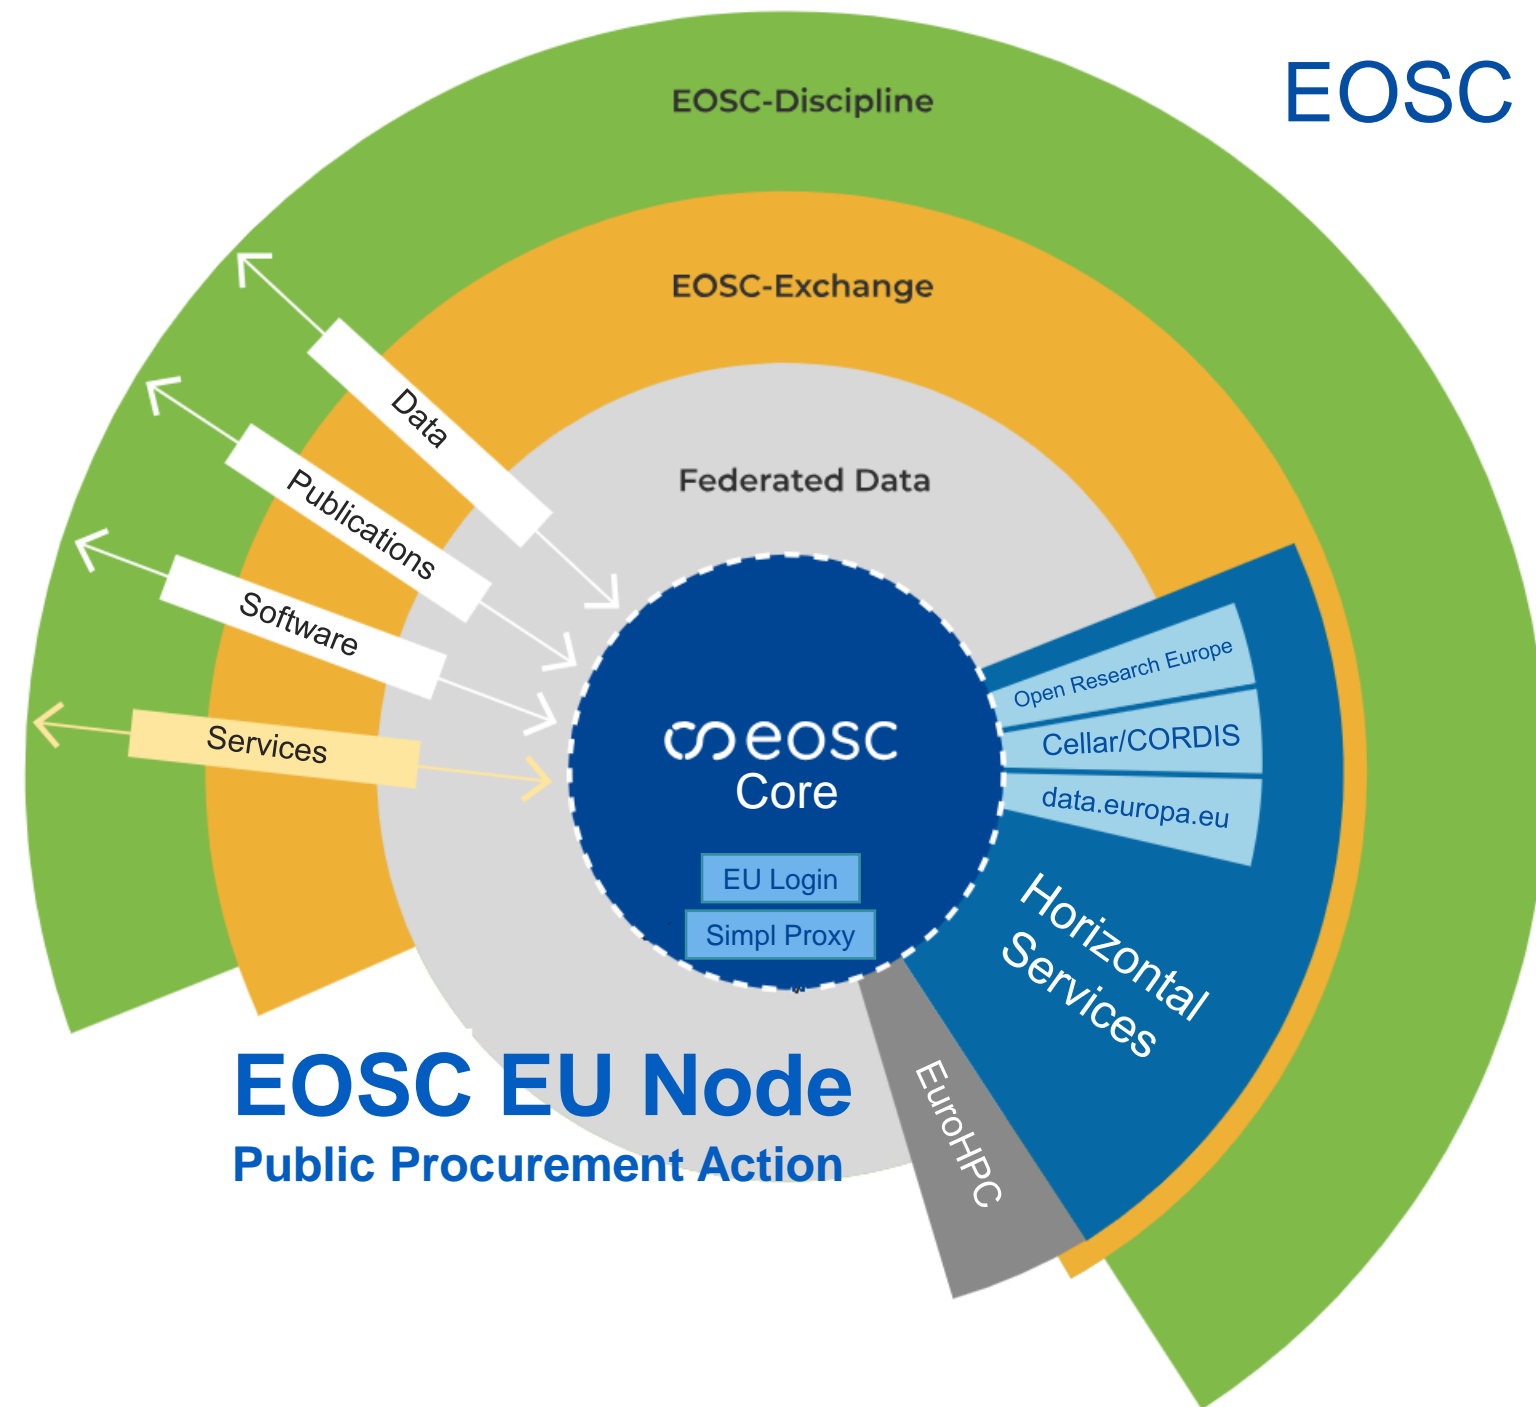 EOSC
EOSC-Discipline
EOSC-Exchange
Federated Data
Data
Publications
Software
Services
eosc
Core
EU Login
Simpl Proxy
Open Research Europe
Cellar/CORDIS
data.europa.eu
Horizontal
Services
EuroHPC
EOSC EU Node
Public Procurement Action